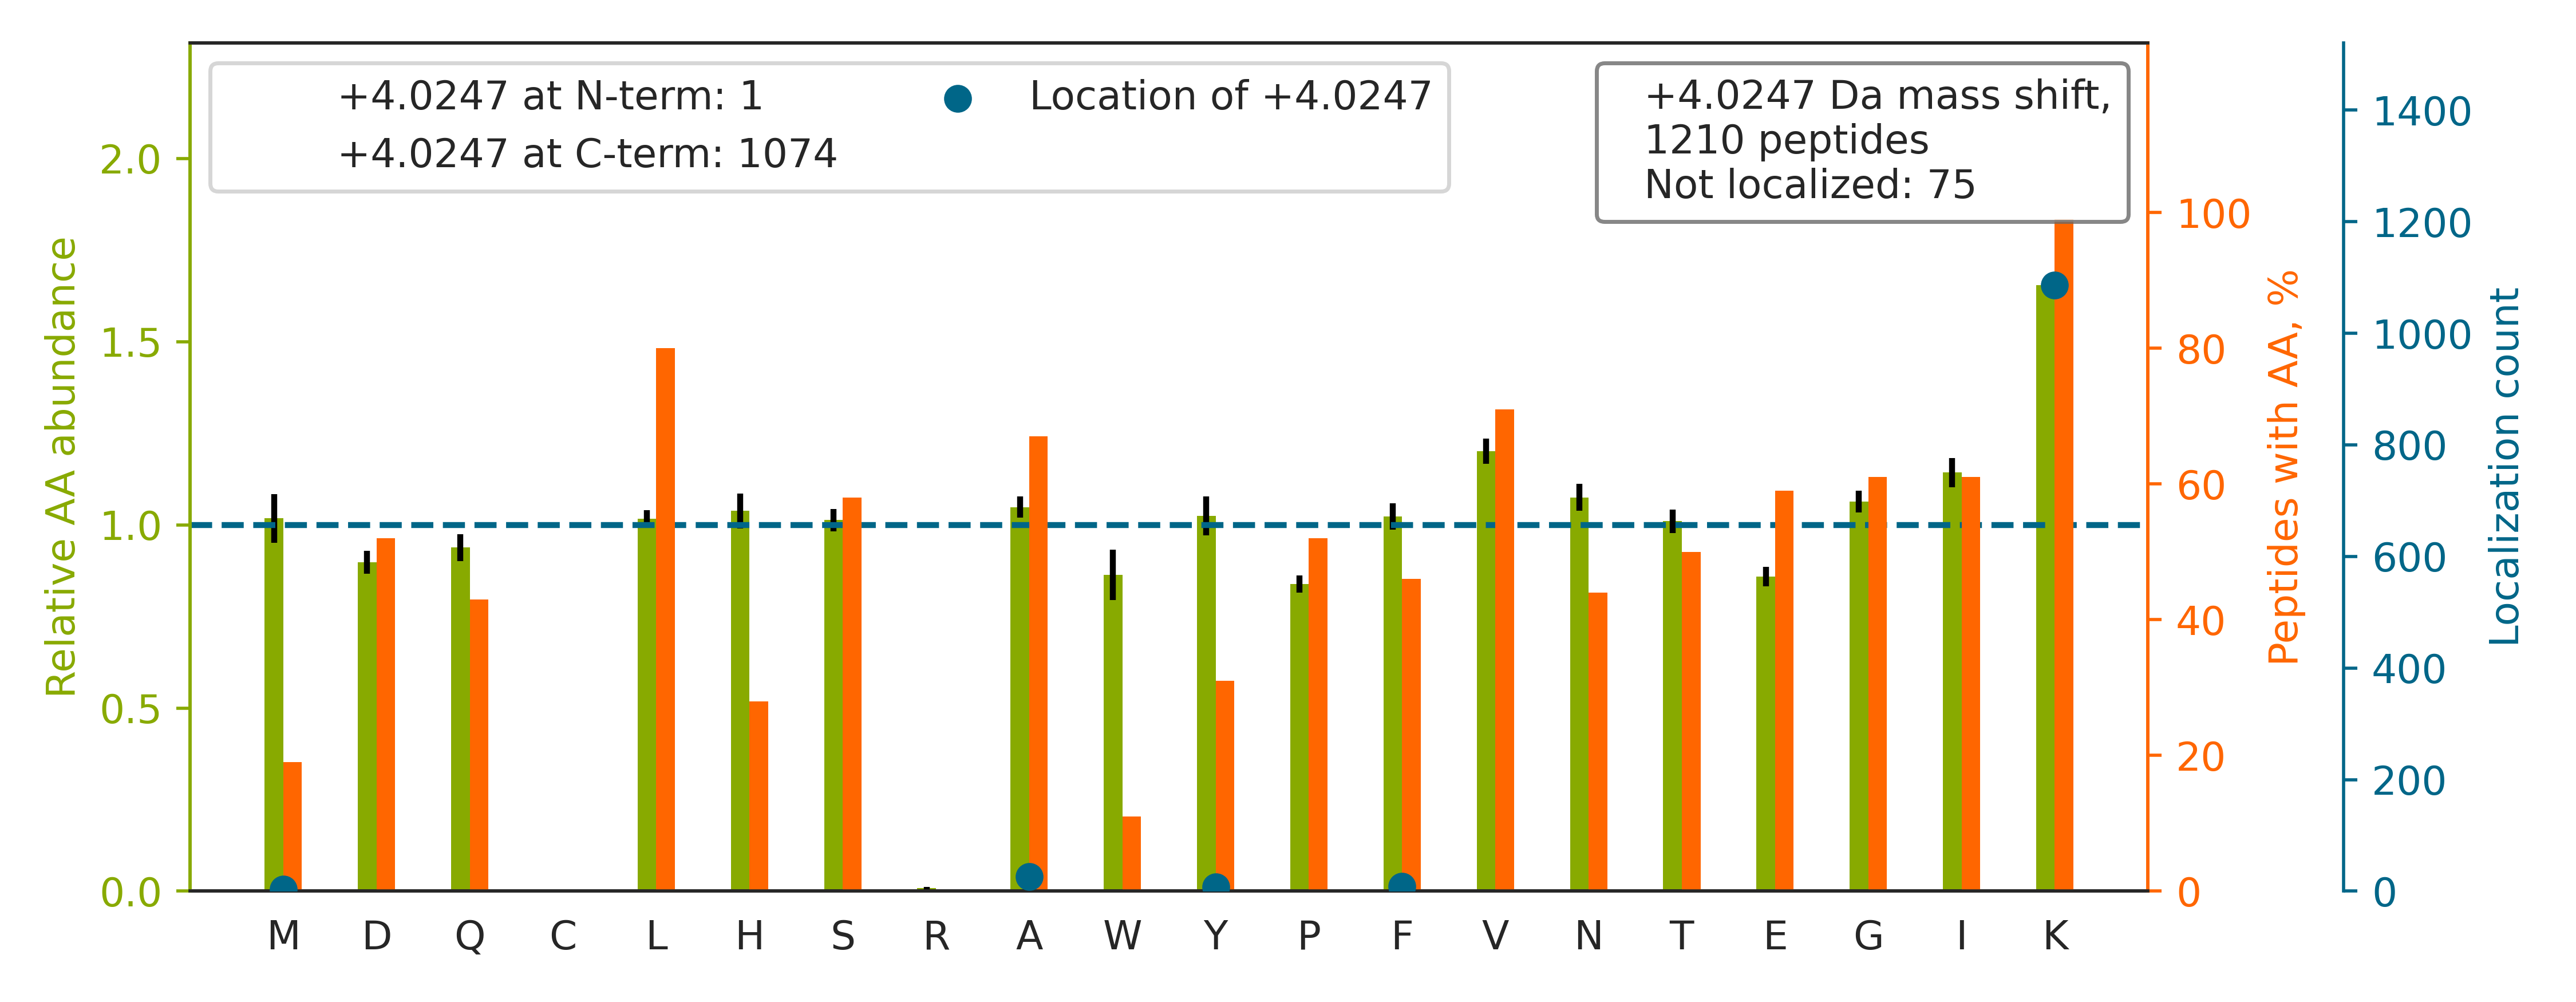 +4.0247 at N-term: 1
+4.0247 at C-term: 1074
Location of +4.0247
+4.0247 Da mass shift,
1210 peptides
Not localized: 75
Relative AA abundance
2.0
1.5
1.0
0.5
0.0
100
80
60
40
20
0
Peptides with AA, %
1400
1200
1000
800
600
400
200
0
Localization count
M D Q C L H S R A W Y P F V N T E G I K